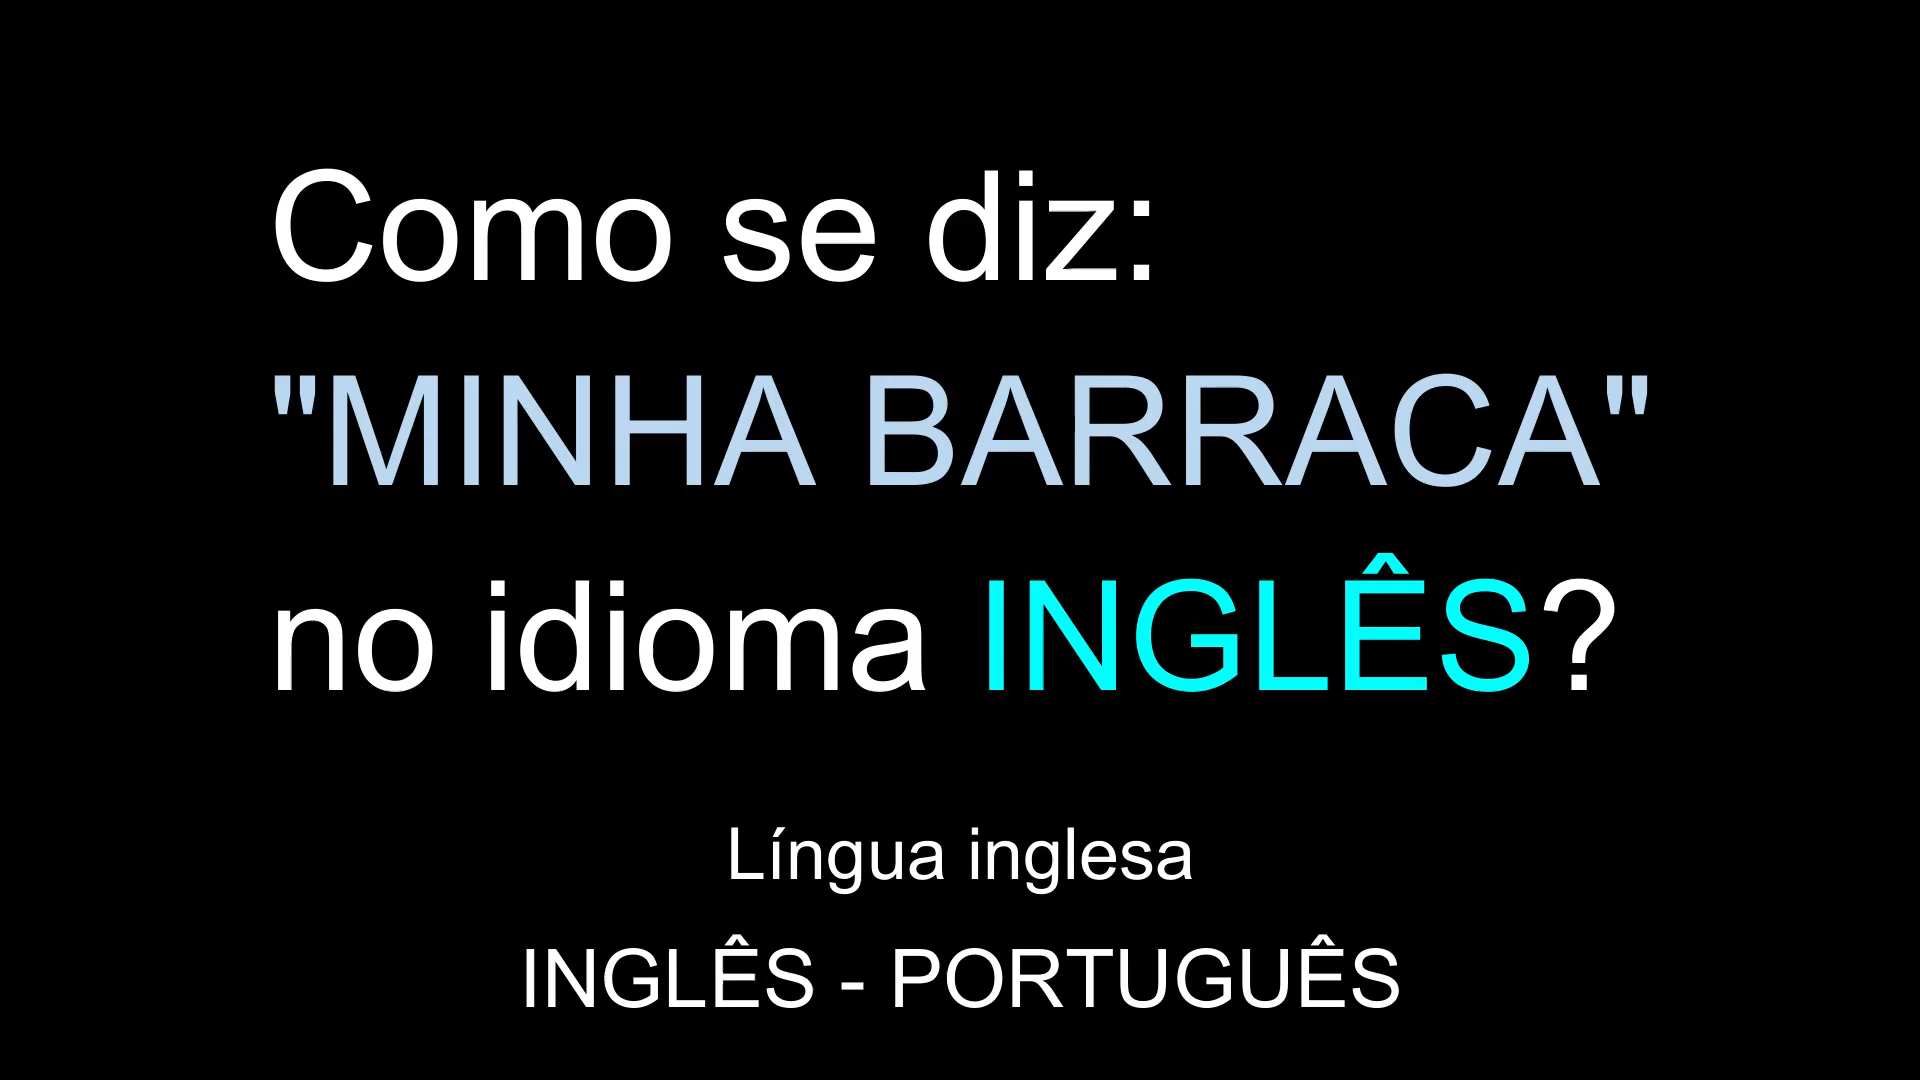 Como se diz:
"MINHA BARRACA"
no idioma INGLÊS?
Língua inglesa
INGLÊS - PORTUGUÊS